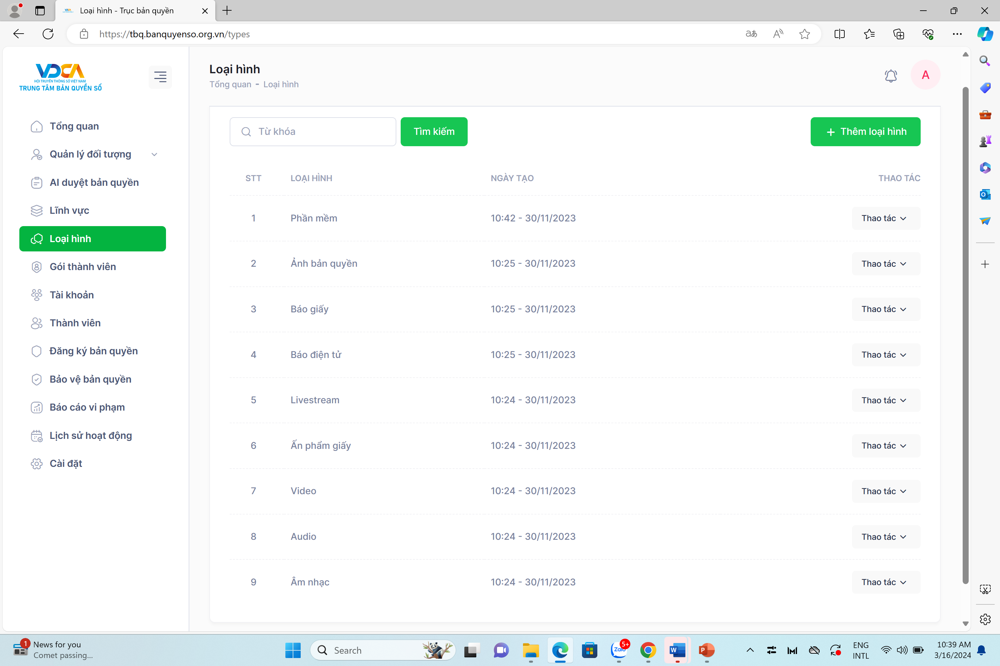 Loại hình - Trục bản quyền
https://tbq.banquyenso.org.vn/types
VDCA
HỘI TRUYỀN THÔNG SỐ VIỆT NAM
TRUNG TÂM BẢN QUYỀN SỐ
Loại hình
Tổng quan - Loại hình
A
Tổng quan
Quản lý đối tượng
AI duyệt bản quyền
Lĩnh vực
Loại hình
Gói thành viên
Tài khoản
Thành viên
Đăng ký bản quyền
Bảo vệ bản quyền
Báo cáo vi phạm
Lịch sử hoạt động
Cài đặt
Từ khóa Tìm kiếm + Thêm loại hình
STT LOẠI HÌNH NGÀY TẠO THAO TÁC
1 Phần mềm 10:42 - 30/11/2023 Thao tác
2 Ảnh bản quyền 10:25 - 30/11/2023 Thao tác
3 Báo giấy 10:25 - 30/11/2023 Thao tác
4 Báo điện tử 10:25 - 30/11/2023 Thao tác
5 Livestream 10:24 - 30/11/2023 Thao tác
6 Ấn phẩm giấy 10:24 - 30/11/2023 Thao tác
7 Video 10:24 - 30/11/2023 Thao tác
8 Audio 10:24 - 30/11/2023 Thao tác
9 Âm nhạc 10:24 - 30/11/2023 Thao tác
1 News for you
Comet passing...
Search
Zalo 5+
ENG
INTL
10:39 AM
3/16/2024